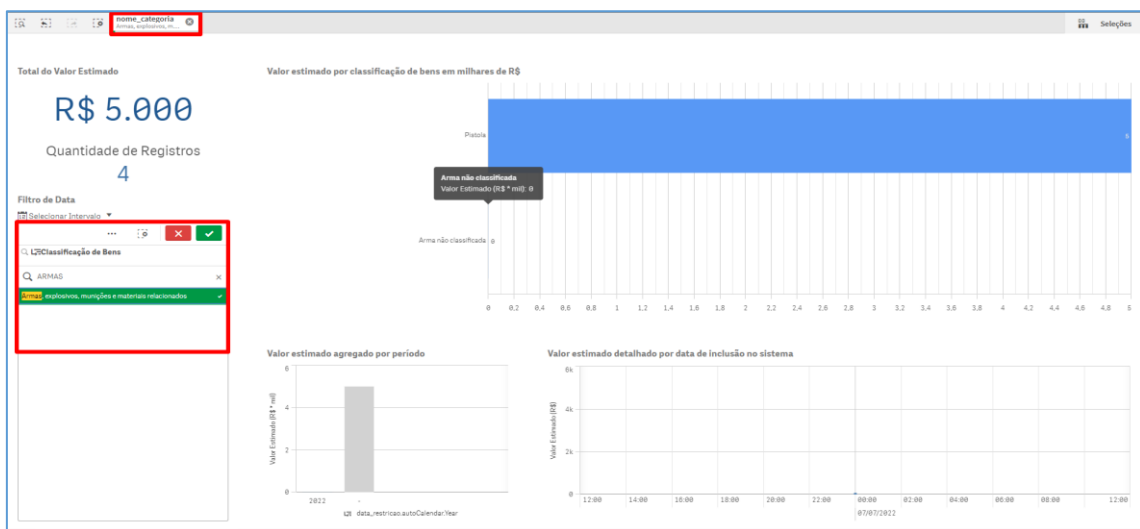 nome_categoria
Armas, explosivos, m...
Seleções
Total do Valor Estimado
R$ 5.000
Quantidade de Registros
4
Filtro de Data
Selecionar Intervalo
Classificação de Bens
ARMAS
Armas, explosivos, munições e materiais relacionados
Valor estimado por classificação de bens em milhares de R$
Pistola
5
Arma não classificada
Valor Estimado (R$ * mil): 0
Arma não classificada 0
0 0,2 0,4 0,6 0,8 1 1,2 1,4 1,6 1,8 2 2,2 2,4 2,6 2,8 3 3,2 3,4 3,6 3,8 4 4,2 4,4 4,6 4,8 5
Valor estimado agregado por período
Valor Estimado (R$ * mil)
6
4
2
0
2022 -
data_restricao.autoCalendar.Year
Valor estimado detalhado por data de inclusão no sistema
Valor Estimado (R$)
6k
4k
2k
0
12:00 14:00 16:00 18:00 20:00 22:00 00:00 02:00 04:00 06:00 08:00 12:00
07/07/2022